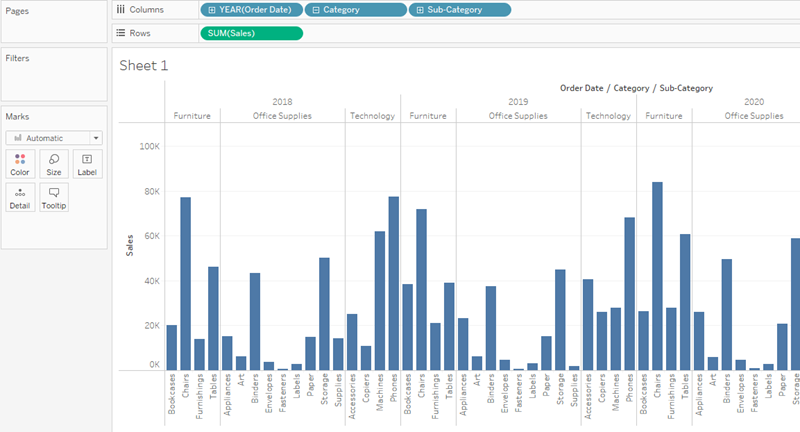 Pages
Columns
YEAR(Order Date)
Category
Sub-Category
Rows
SUM(Sales)
Filters
Marks
Automatic
Color
Size
Label
Detail
Tooltip
Sheet 1
Order Date / Category / Sub-Category
2018
2019
2020
Furniture
Office Supplies
Technology
Furniture
Office Supplies
Technology
Furniture
Office Supplies
Sales
100K
80K
60K
40K
20K
0K
Bookcases
Chairs
Furnishings
Tables
Appliances
Art
Binders
Envelopes
Fasteners
Labels
Paper
Storage
Supplies
Accessories
Copiers
Machines
Phones
Bookcases
Chairs
Furnishings
Tables
Appliances
Art
Binders
Envelopes
Fasteners
Labels
Paper
Storage
Supplies
Accessories
Copiers
Machines
Phones
Bookcases
Chairs
Furnishings
Tables
Appliances
Art
Binders
Envelopes
Fasteners
Labels
Paper
Storage